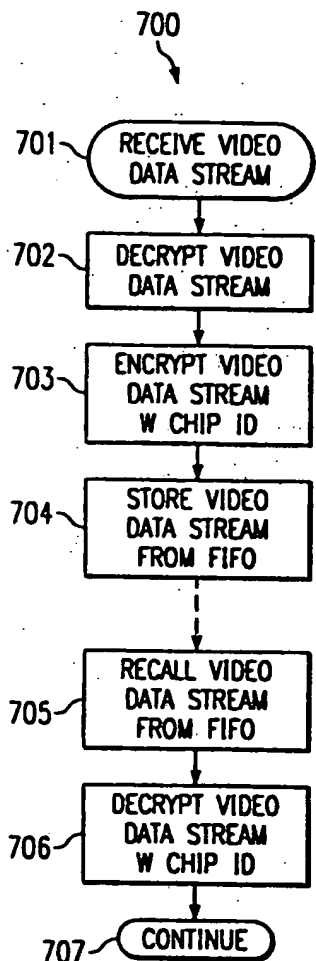 700
701
RECEIVE VIDEO
DATA STREAM
702
DECRYPT VIDEO
DATA STREAM
703
ENCRYPT VIDEO
DATA STREAM
W CHIP ID
704
STORE VIDEO
DATA STREAM
FROM FIFO
705
RECALL VIDEO
DATA STREAM
FROM FIFO
706
DECRYPT VIDEO
DATA STREAM
W CHIP ID
707
CONTINUE